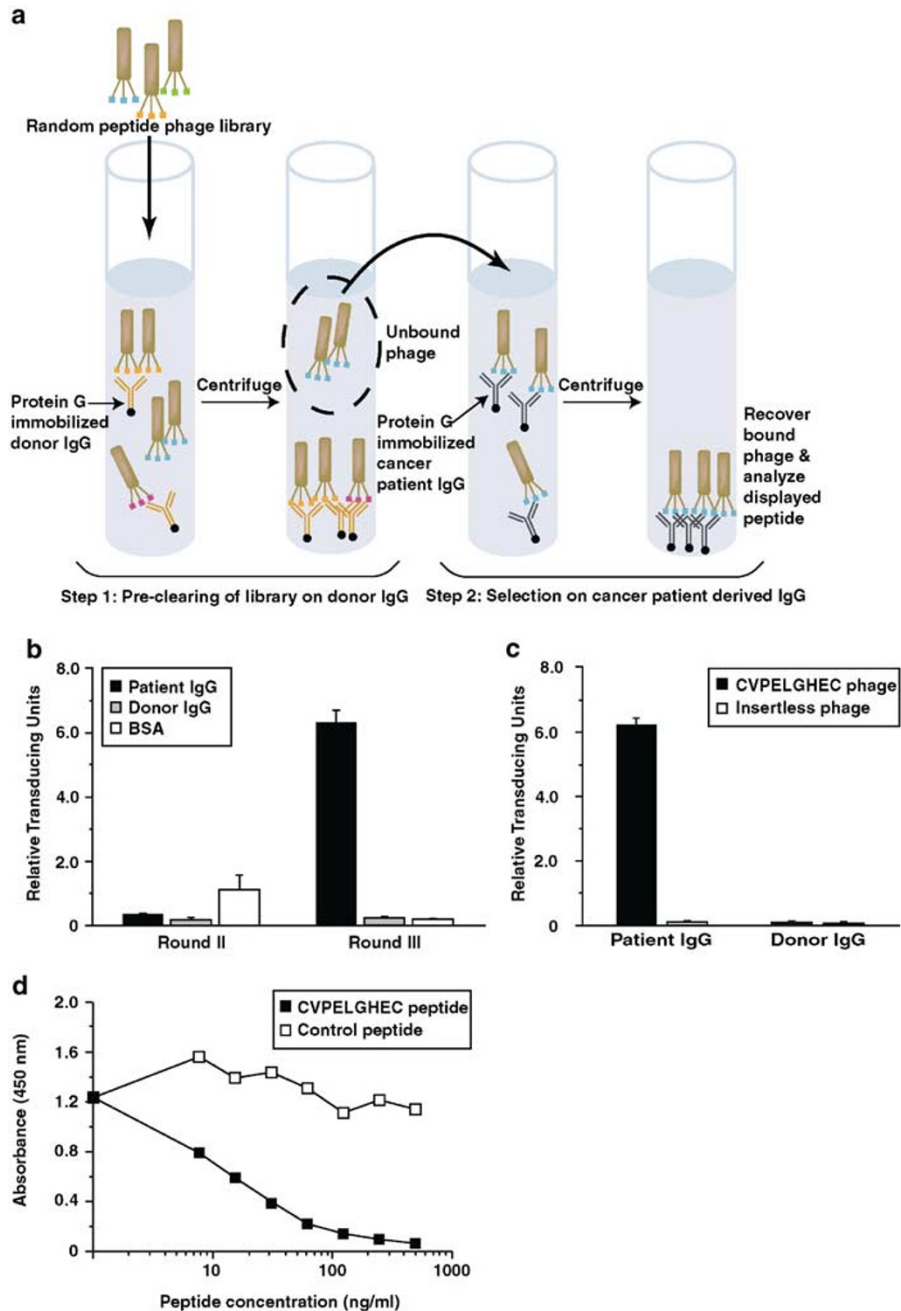 a
Random peptide phage library
Protein G
immobilized
donor IgG
Centrifuge
Unbound
phage
Protein G
immobilized
cancer
patient IgG
Centrifuge
Recover
bound
phage &
analyze
displayed
peptide
Step 1: Pre-clearing of library on donor IgG
Step 2: Selection on cancer patient derived IgG
b
Relative Transducing Units
8.0
6.0
4.0
2.0
0
Patient IgG
Donor IgG
BSA
Round II
Round III
c
Relative Transducing Units
8.0
6.0
4.0
2.0
0
CVPELGHEC phage
Insertless phage
Patient IgG
Donor IgG
d
Absorbance (450 nm)
2.0
1.6
1.2
0.8
0.4
0
CVPELGHEC peptide
Control peptide
10
100
1000
Peptide concentration (ng/ml)